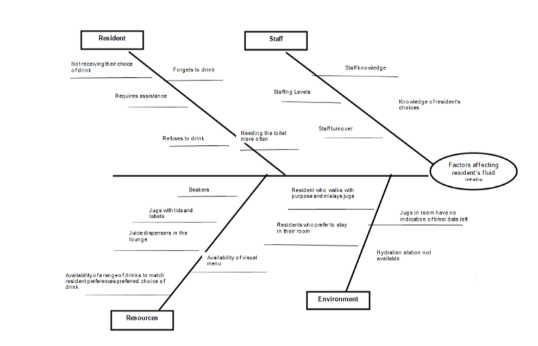 Resident
Staff
Not receiving their choice
of drink
Forgets to drink
Staff knowledge
Requires assistance
Staffing Levels
Knowledge of resident's
choices
Refuses to drink
Needing the toilet
more often
Staff turnover
Factors affecting
resident's fluid
intake
Beakers
Resident who walks with
purpose and mislays jugs
Jugs with lids and
labels
Jugs in room have no
indication of time/ date left
Juice dispensers in the
lounge
Residents who prefer to stay
in their room
Availability of visual
menu
Hydration station not
available
Availability of a range of drinks to match
resident preferences preferred choice of
drink
Environment
Resources